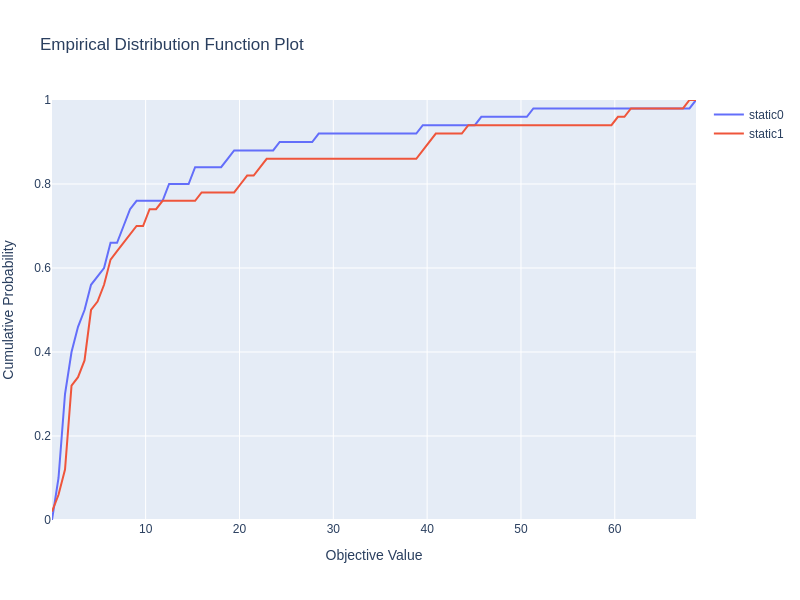 Empirical Distribution Function Plot
static0
static1
1
0.8
0.6
0.4
0.2
0
Cumulative Probability
10
20
30
40
50
60
Objective Value